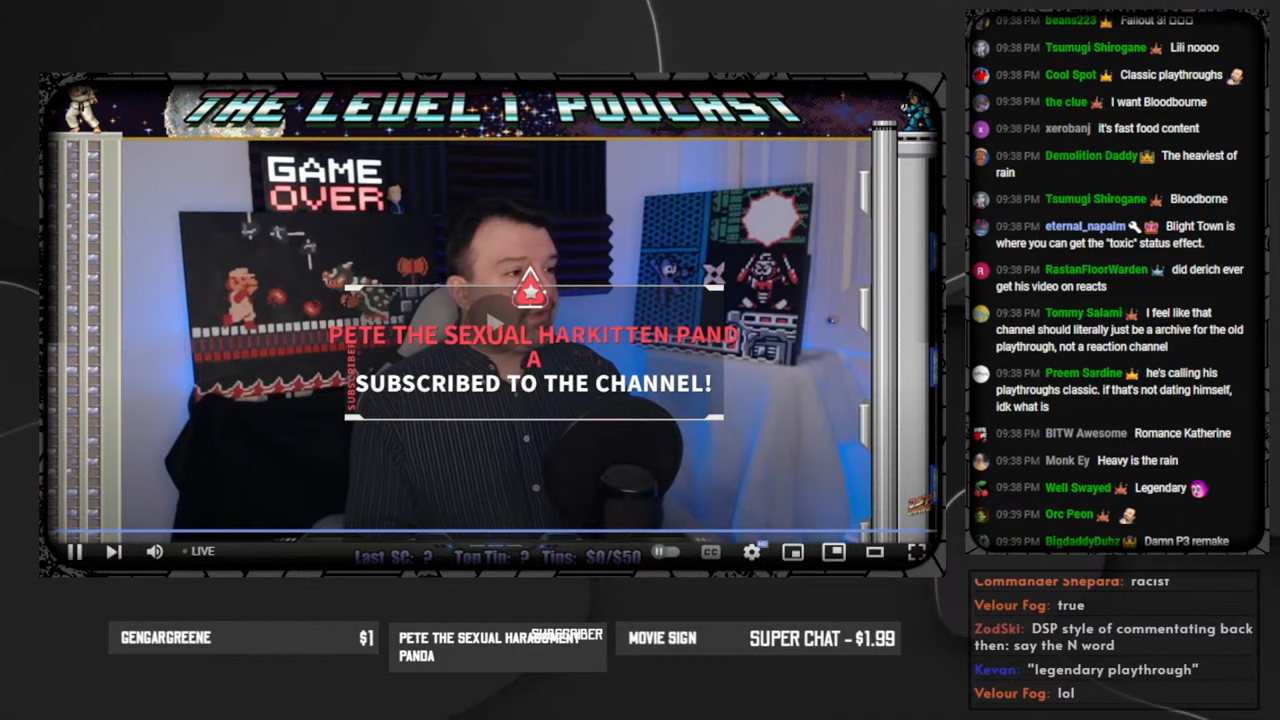 THE LEVEL 1 PODCAST
GAME
OVER
PETE THE SEXUAL HARKITTEN PAND
A
SUBSCRIBED TO THE CHANNEL!
SUBSCRIBER
LIVE
Last SC: ? Top Tip: ? Tips: $0/$50
CC
HD
GENGARGREENE $1
PETE THE SEXUAL HARASSMENT
PANDA
SUBSCRIBER
MOVIE SIGN SUPER CHAT - $1.99
09:38 PM beans223 Fallout 3!
09:38 PM Tsumugi Shirogane Lili noooo
09:38 PM Cool Spot Classic playthroughs
09:38 PM the clue I want Bloodbourne
09:38 PM xerobanj it's fast food content
09:38 PM Demolition Daddy The heaviest of
rain
09:38 PM Tsumugi Shirogane Bloodborne
09:38 PM eternal_napalm Blight Town is
where you can get the "toxic" status effect.
09:38 PM RastanFloorWarden did derich ever
get his video on reacts
09:38 PM Tommy Salami I feel like that
channel should literally just be a archive for the old
playthrough, not a reaction channel
09:38 PM Preem Sardine he's calling his
playthroughs classic. if that's not dating himself,
idk what is
09:38 PM BITW Awesome Romance Katherine
09:38 PM Monk Ey Heavy is the rain
09:38 PM Well Swayed Legendary
09:39 PM Orc Peon
09:39 PM BigdaddyDubz Damn P3 remake
Commander Shepard: racist
Velour Fog: true
ZodSki: DSP style of commentating back
then: say the N word
Kevan: "legendary playthrough"
Velour Fog: lol